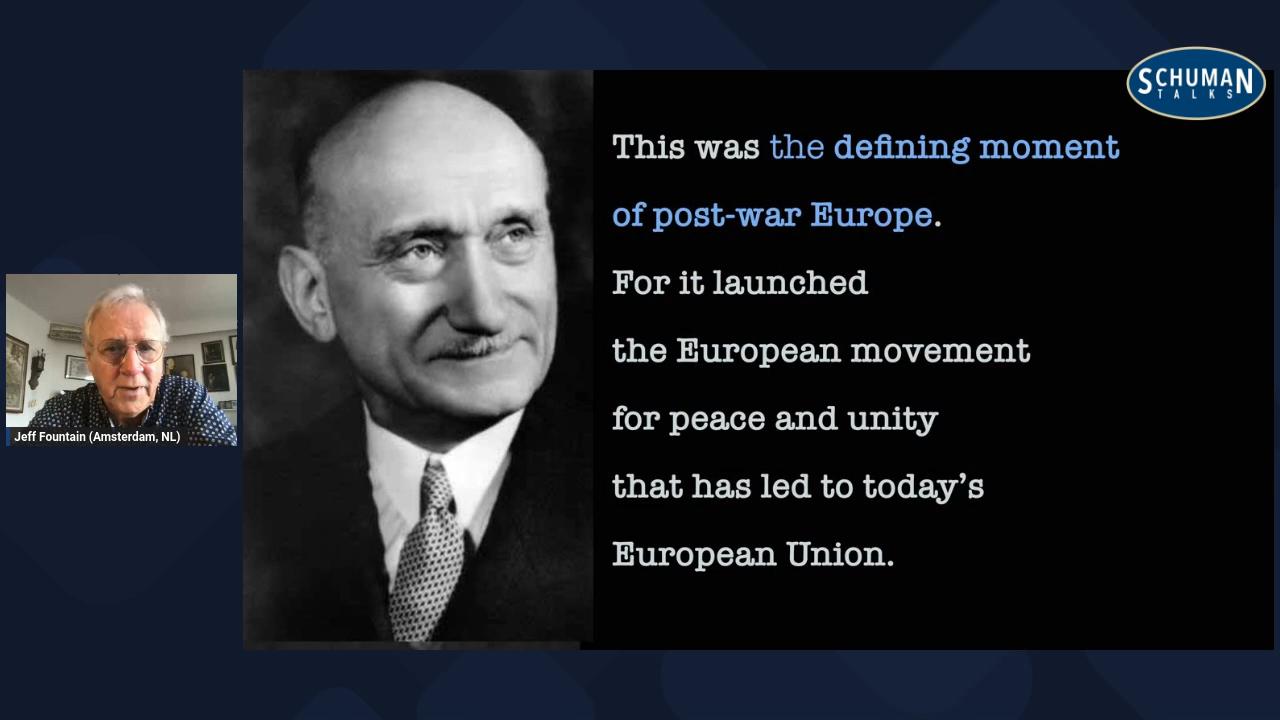 SCHUMAN
TALKS
This was the defining moment
of post-war Europe.
For it launched
the European movement
for peace and unity
that has led to today’s
European Union.
Jeff Fountain (Amsterdam, NL)